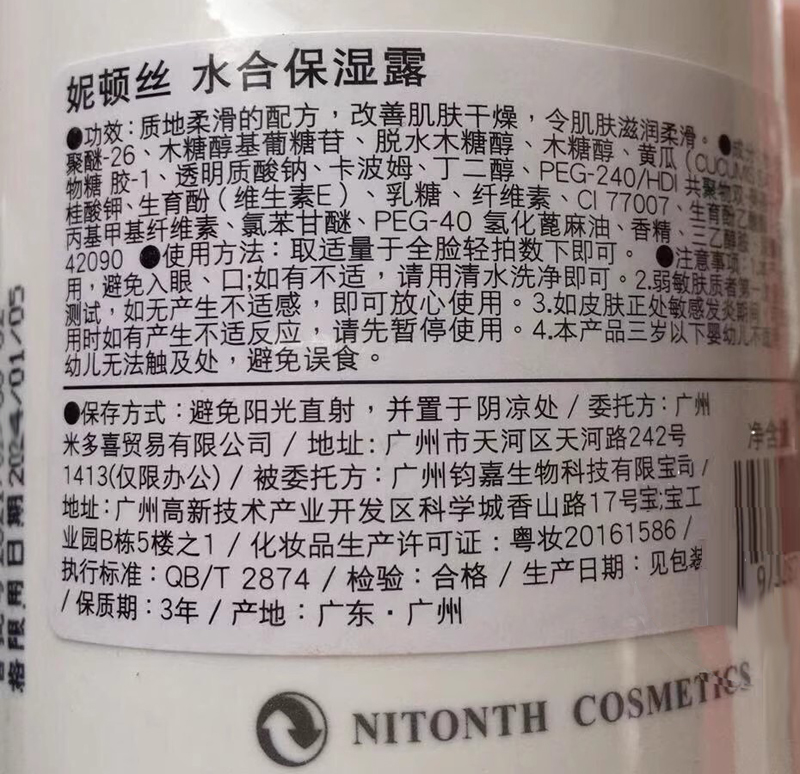 妮顿丝 水合保湿露
●功效:质地柔滑的配方,改善肌肤干燥,令肌肤滋润柔滑。●成分
聚醚-26、木糖醇基葡糖苷、脱水木糖醇、木糖醇、黄瓜(CUCUMIS
物糖 胶-1、透明质酸钠、卡波姆、丁二醇、PEG-240/HDI 共聚物双
桂酸钾、生育酚(维生素E)、乳糖、纤维素、CI 77007、生育酚乙酸
丙基甲基纤维素、氯苯甘醚、PEG-40 氢化蓖麻油、香精、三乙醇胺
42090 ●使用方法:取适量于全脸轻拍数下即可。●注意事项:
用,避免入眼、口;如有不适,请用清水洗净即可。2.弱敏肤质者第一
测试,如无产生不适感,即可放心使用。3.如皮肤正处敏感发炎期间
用时如有产生不适反应,请先暂停使用。4.本产品三岁以下婴幼儿不
幼儿无法触及处,避免误食。
●保存方式:避免阳光直射,并置于阴凉处 / 委托方:广州
米多喜贸易有限公司 / 地址:广州市天河区天河路242号
1413(仅限办公) / 被委托方:广州钧嘉生物科技有限宝司 /
地址:广州高新技术产业开发区科学城香山路17号宝;宝工
业园B栋5楼之1 / 化妆品生产许可证:粤妆20161586 /
执行标准:QB/T 2874 / 检验:合格 / 生产日期:见包装
/ 保质期:3年 / 产地:广东·广州
净含量
限用日期 2024/01/05
NITONTH COSMETICS